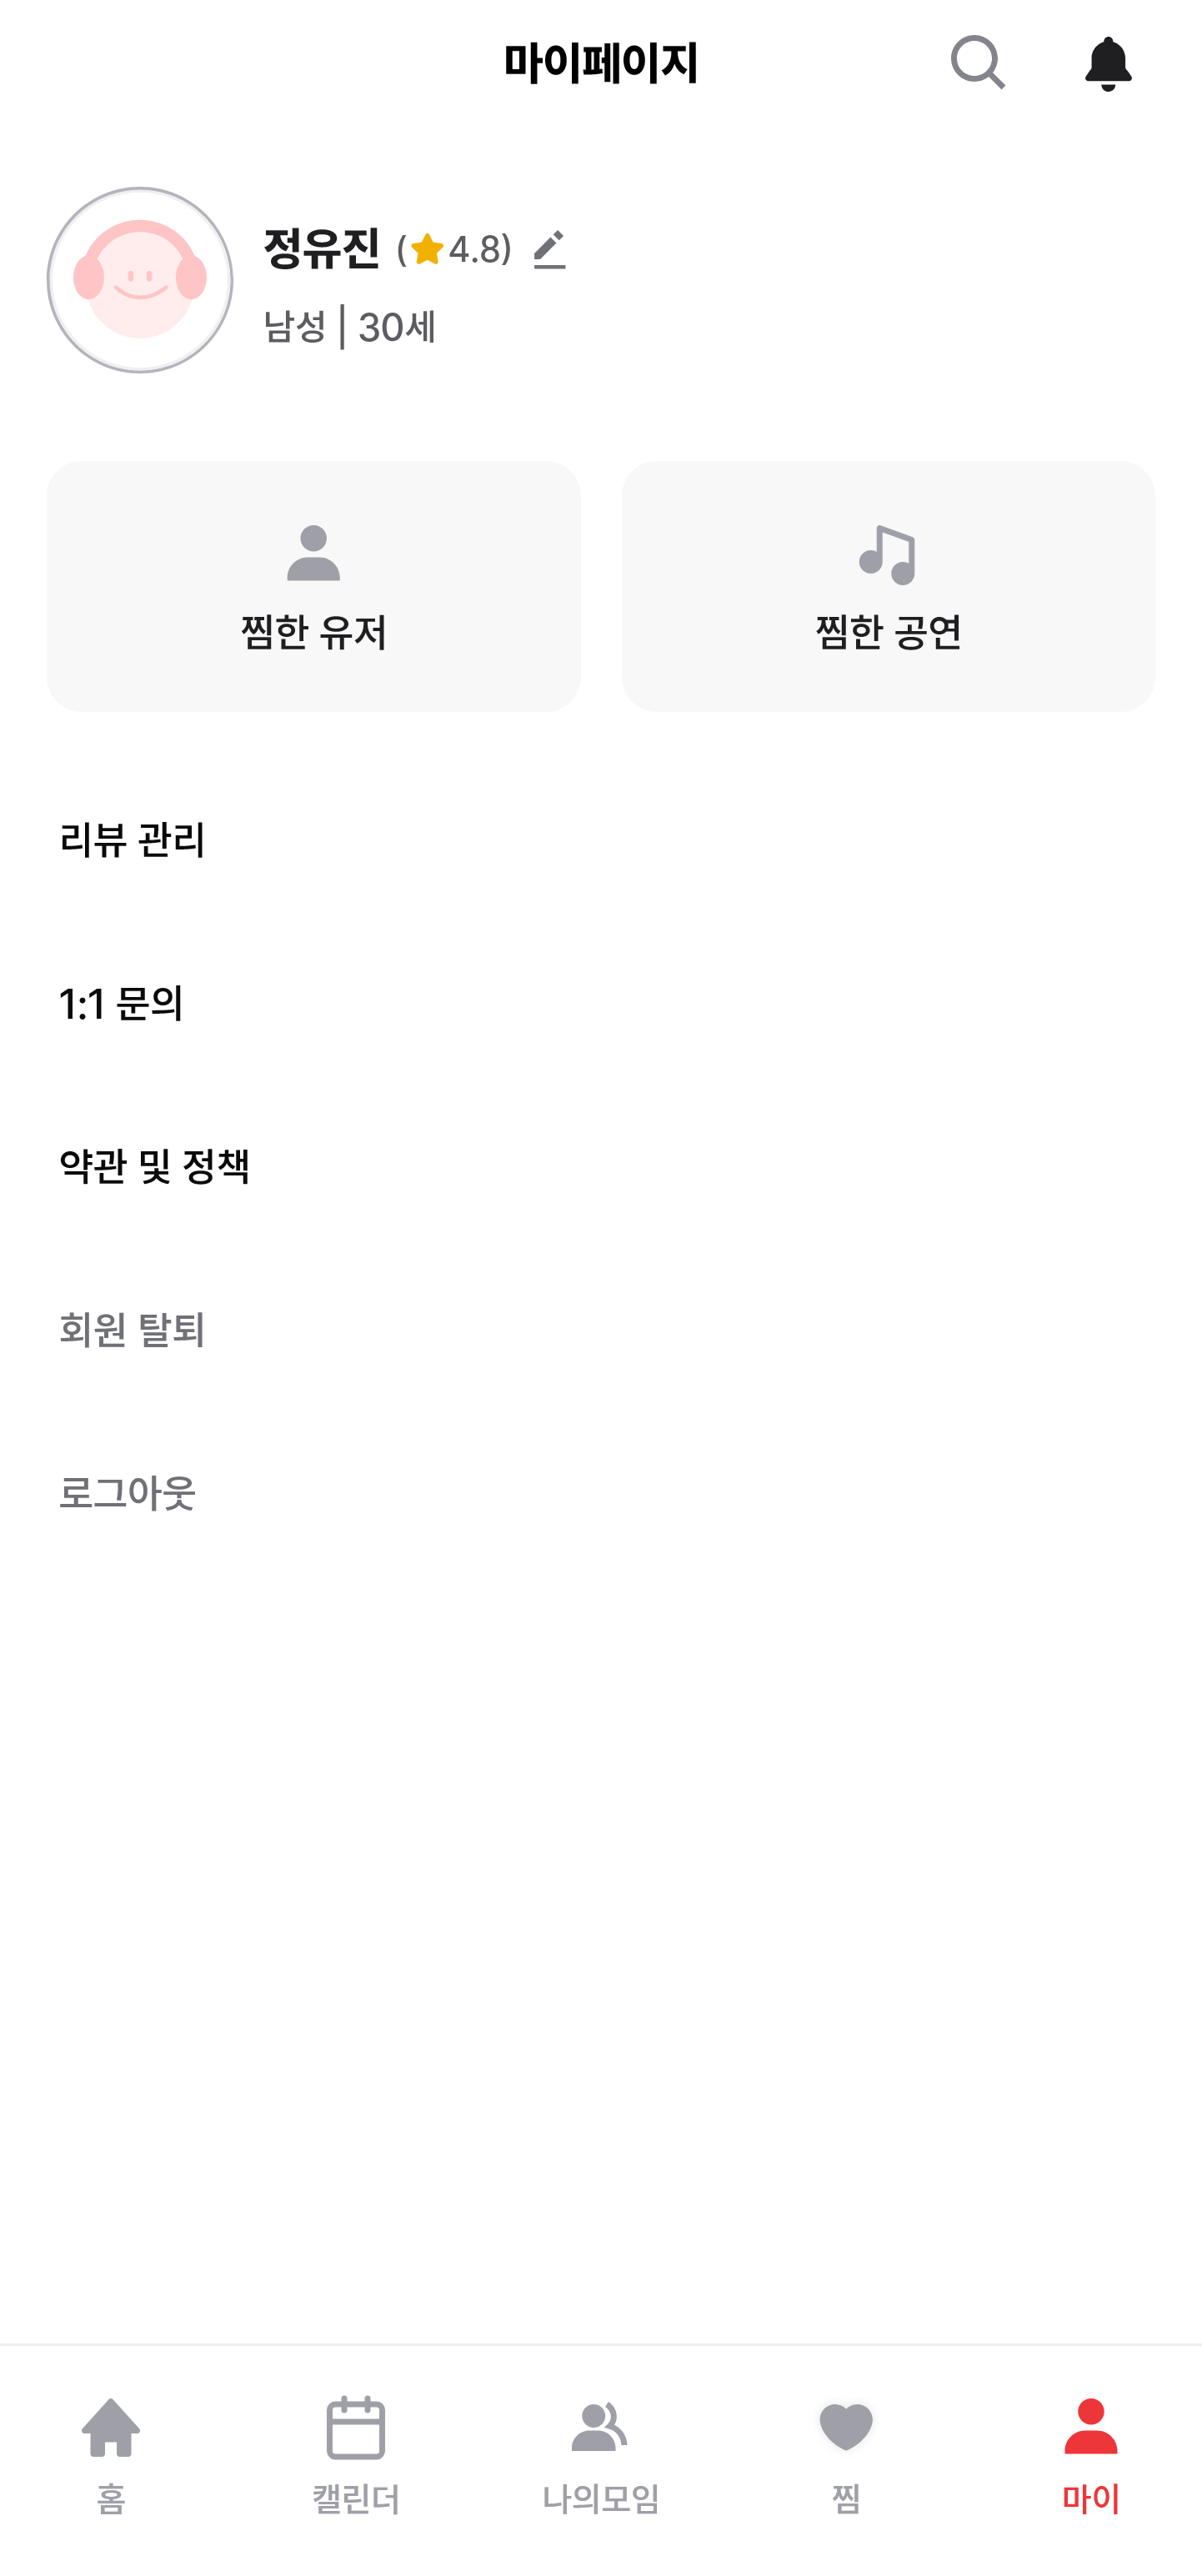 마이페이지
정유진 (★4.8)
남성 | 30세
찜한 유저
찜한 공연
리뷰 관리
1:1 문의
약관 및 정책
회원 탈퇴
로그아웃
홈
캘린더
나의모임
찜
마이